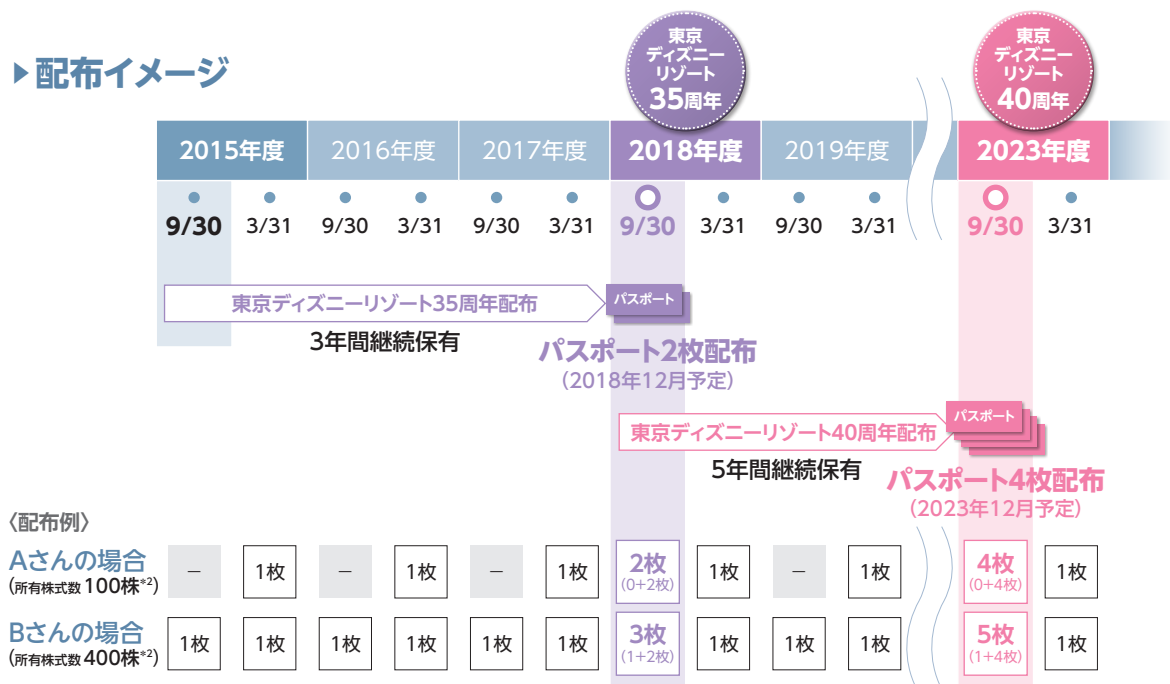 ▶配布イメージ
東京
ディズニー
リゾート
35周年
東京
ディズニー
リゾート
40周年
2015年度 2016年度 2017年度 2018年度 2019年度 2023年度
9/30 3/31 9/30 3/31 9/30 3/31 9/30 3/31 9/30 3/31 9/30 3/31
東京ディズニーリゾート35周年配布
パスポート
3年間継続保有
パスポート2枚配布
(2018年12月予定)
東京ディズニーリゾート40周年配布
パスポート
5年間継続保有
パスポート4枚配布
(2023年12月予定)
〈配布例〉
Aさんの場合
(所有株式数100株*2)
– 1枚 – 1枚 – 1枚 2枚 1枚 – 1枚 4枚 1枚
(0+2枚) (0+4枚)
Bさんの場合
(所有株式数400株*2)
1枚 1枚 1枚 1枚 1枚 1枚 3枚 1枚 1枚 1枚 5枚 1枚
(1+2枚) (1+4枚)